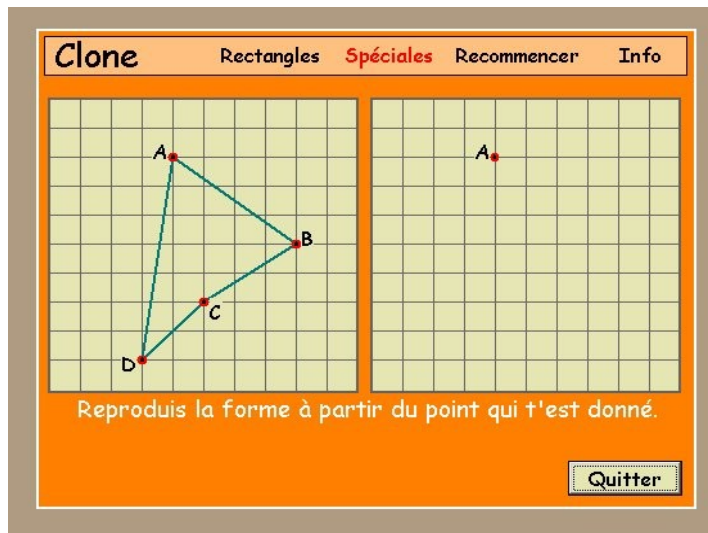 Clone Rectangles Spéciales Recommencer Info
A
B
C
D
A
Reproduis la forme à partir du point qui t'est donné.
Quitter